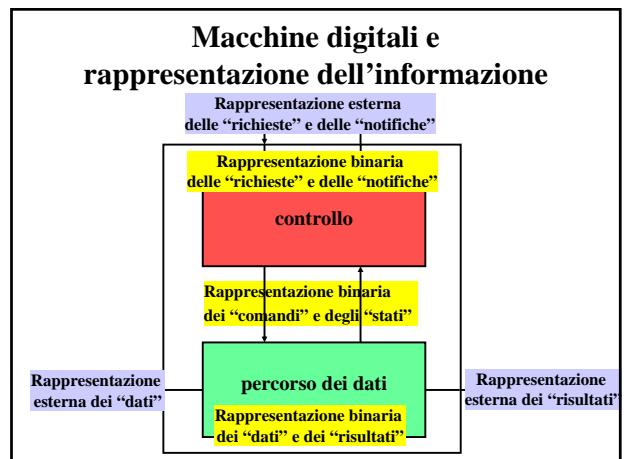 Macchine digitali e
rappresentazione dell’informazione
Rappresentazione esterna
delle “richieste” e delle “notifiche”
Rappresentazione binaria
delle “richieste” e delle “notifiche”
controllo
Rappresentazione binaria
dei “comandi” e degli “stati”
Rappresentazione
esterna dei “dati”
percorso dei dati
Rappresentazione binaria
dei “dati” e dei “risultati”
Rappresentazione
esterna dei “risultati”